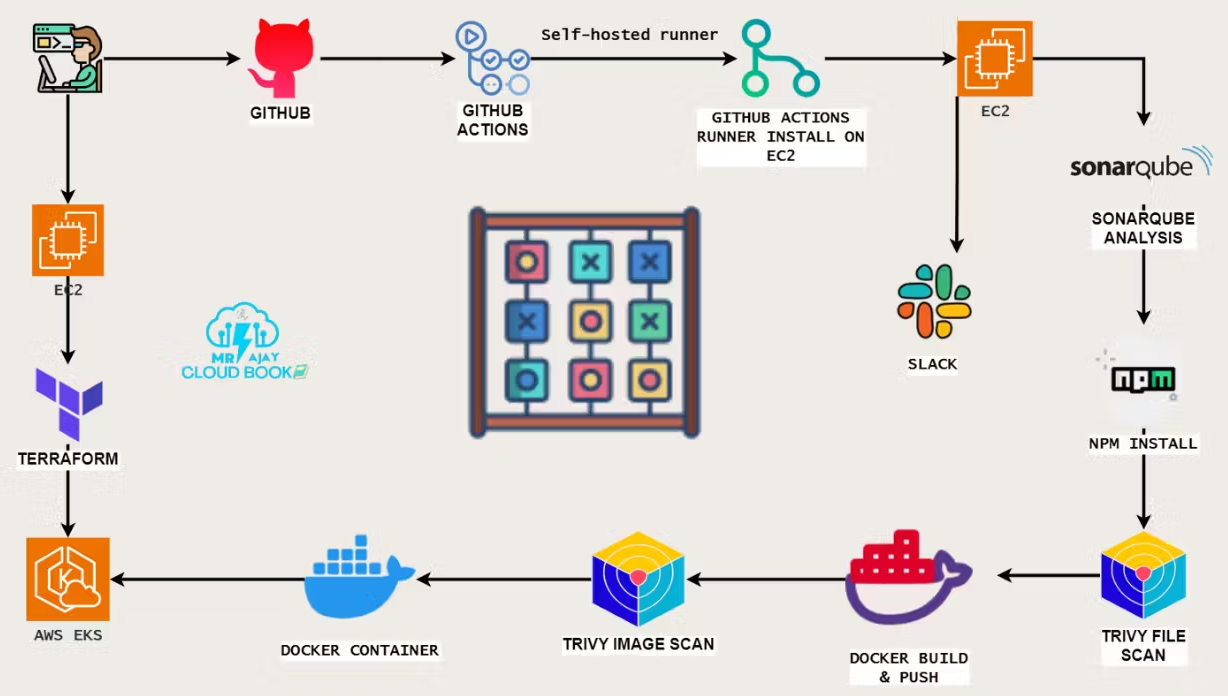 Self-hosted runner
GITHUB
GITHUB
ACTIONS
GITHUB ACTIONS
RUNNER INSTALL ON
EC2
EC2
sonarqube
SONARQUBE
ANALYSIS
EC2
MR AJAY
CLOUD BOOK
SLACK
npm
NPM INSTALL
TERRAFORM
K
AWS EKS
DOCKER CONTAINER
TRIVY IMAGE SCAN
DOCKER BUILD
& PUSH
TRIVY FILE
SCAN